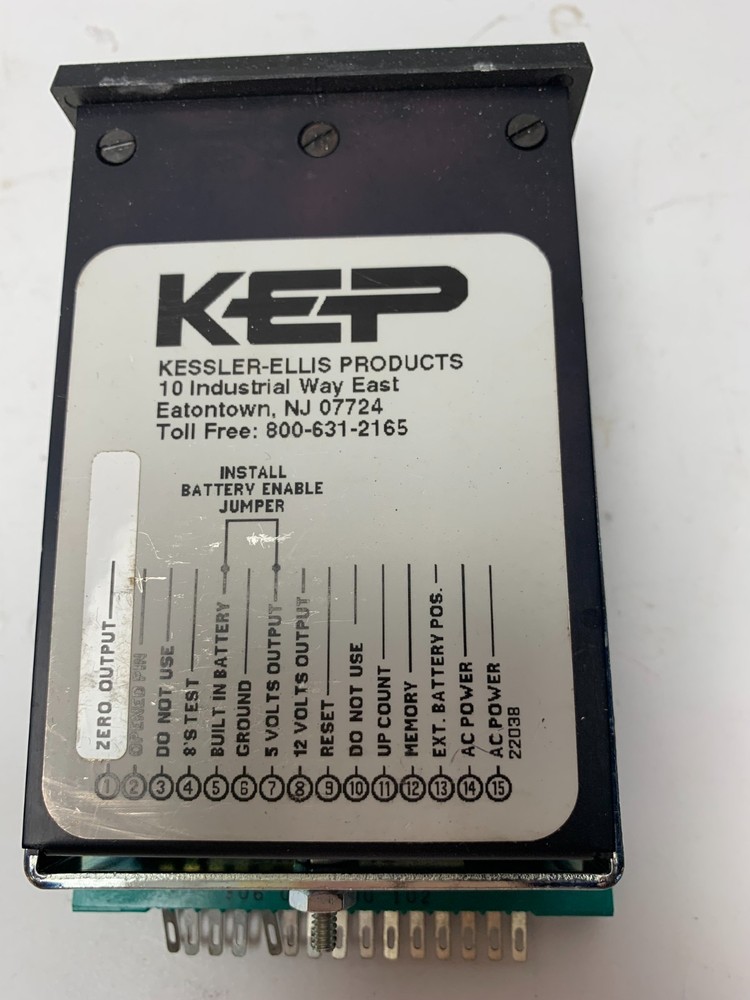 KEP
KESSLER-ELLIS PRODUCTS
10 Industrial Way East
Eatontown, NJ 07724
Toll Free: 800-631-2165
INSTALL
BATTERY ENABLE
JUMPER
ZERO OUTPUT
DO NOT USE
8'S TEST
BUILT IN BATTERY
GROUND
5 VOLTS OUTPUT
12 VOLTS OUTPUT
RESET
DO NOT USE
UP COUNT
MEMORY
EXT. BATTERY POS.
AC POWER
AC POWER
22038
1 2 3 4 5 6 7 8 9 10 11 12 13 14 15